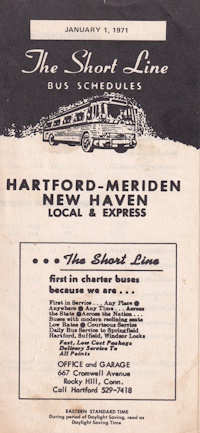 JANUARY 1, 1971
The Short Line
BUS SCHEDULES
HARTFORD-MERIDEN
NEW HAVEN
LOCAL & EXPRESS
... The Short Line
first in charter buses
because we are ...
First in Service ... Any Place ●
Anywhere ● Any Time ... Across
the State ● Across the Nation ...
Buses with modern reclining seats
Low Rates ● Courteous Service
Daily Bus Service to Springfield
Hartford, Suffield, Windsor Locks
Fast, Low Cost Package
Delivery Service To
All Points
OFFICE and GARAGE
667 Cromwell Avenue
Rocky Hill, Conn.
Call Hartford 529-7418
EASTERN STANDARD TIME
During period of Daylight Saving, read as
Daylight Saving Time